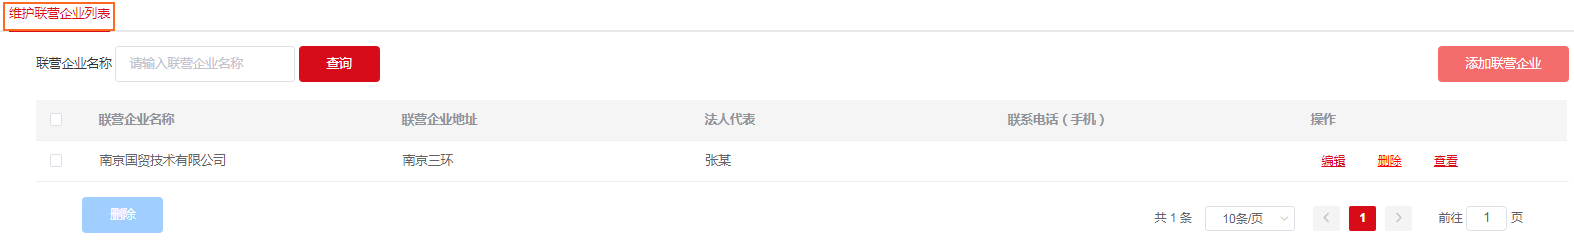 维护联营企业列表
联营企业名称 请输入联营企业名称 查询 添加联营企业
联营企业名称 联营企业地址 法人代表 联系电话（手机） 操作
南京国贸技术有限公司 南京三环 张某 编辑 删除 查看
删除 共 1 条 10条/页 1 前往 1 页